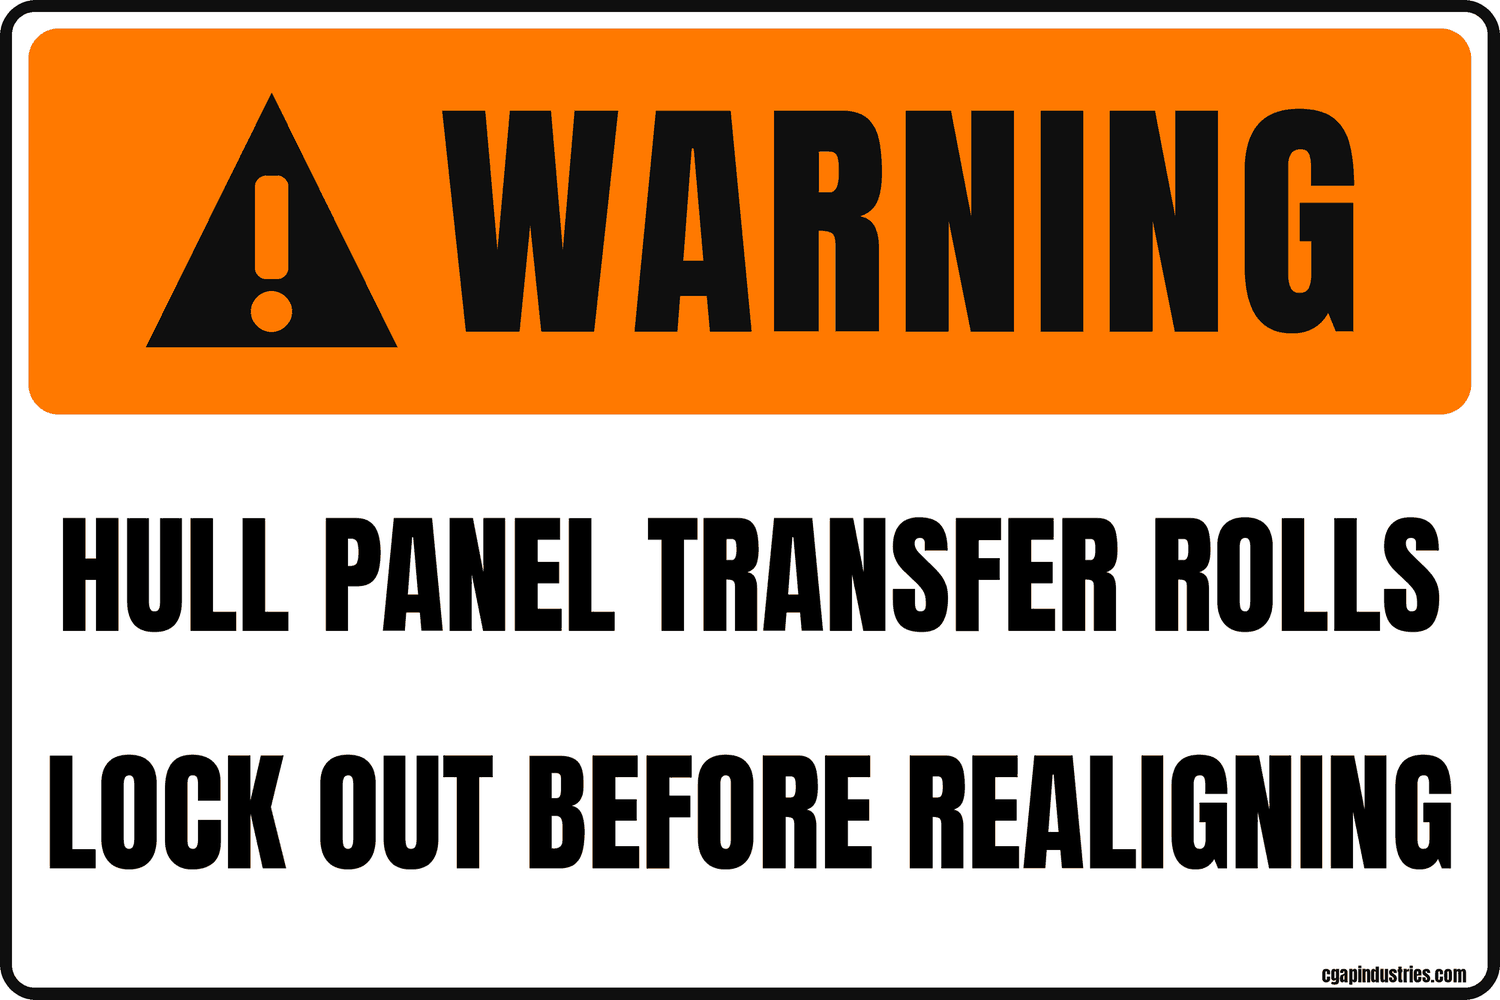 WARNING
HULL PANEL TRANSFER ROLLS
LOCK OUT BEFORE REALIGNING
cgapindustries.com